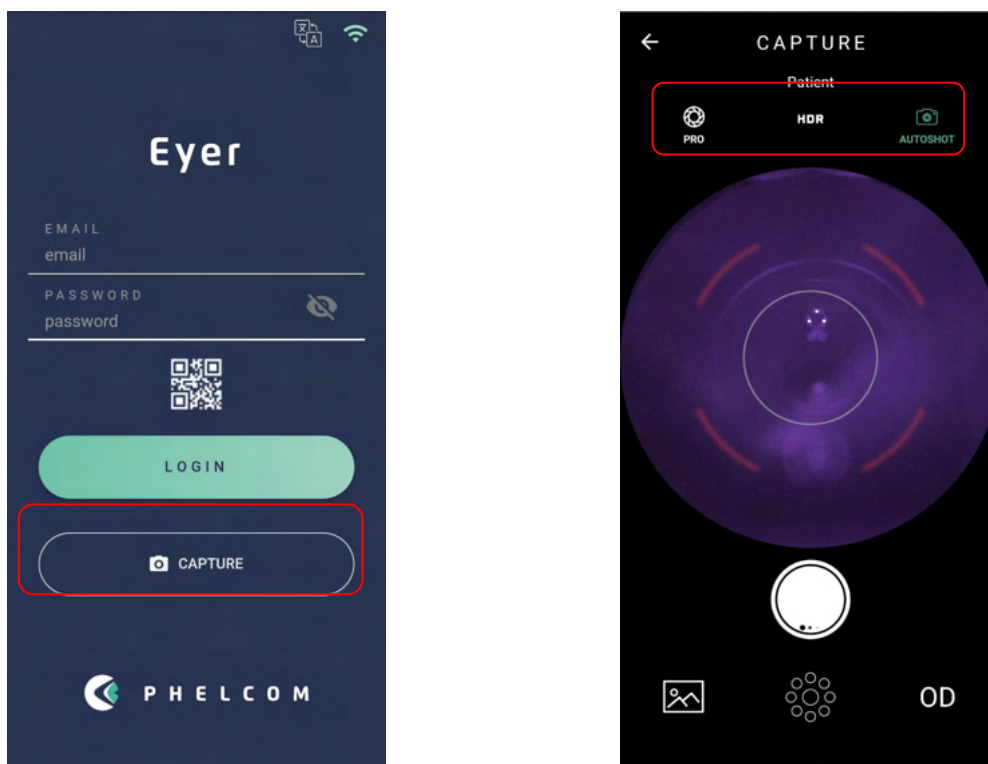 Eyer
EMAIL
email
PASSWORD
password
LOGIN
CAPTURE
PHELCOM
CAPTURE
Patient
PRO
HDR
AUTOSHOT
OD